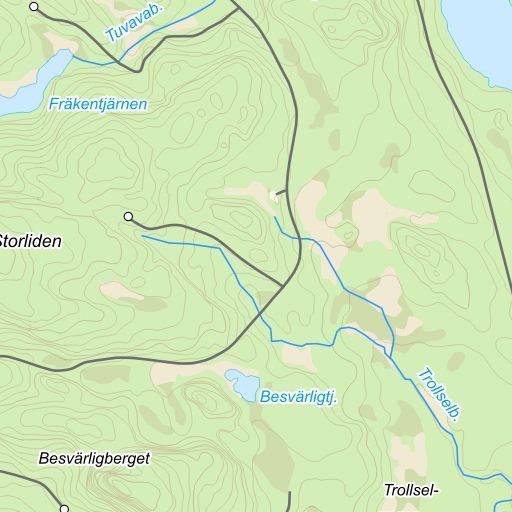 Tuvavab.
Fräkentjärnen
Storliden
Trollselb.
Besvärligtj.
Besvärligberget
Trollsel-